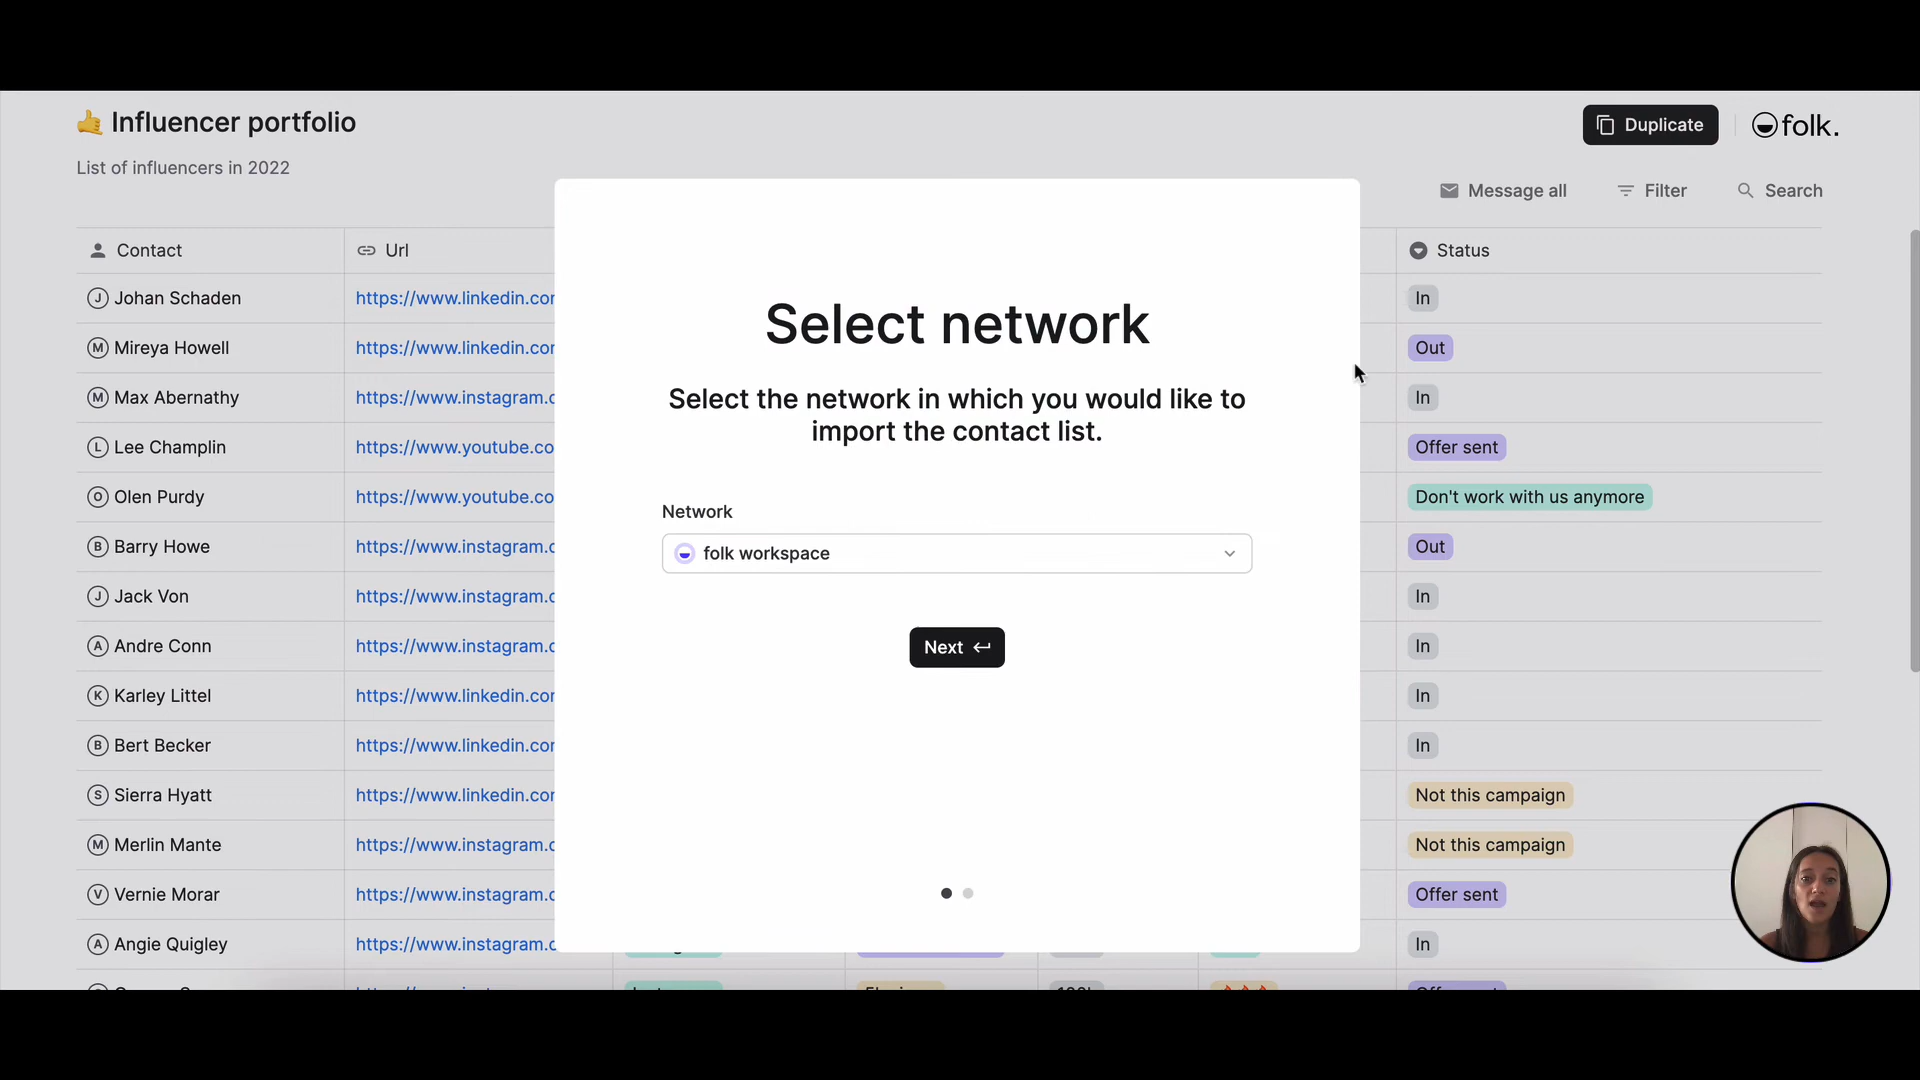 🤙 Influencer portfolio
Duplicate
folk.
List of influencers in 2022
Message all
Filter
Search
Contact
Url
Status
J Johan Schaden
https://www.linkedin.cor
In
M Mireya Howell
https://www.linkedin.cor
Out
M Max Abernathy
https://www.instagram.c
In
L Lee Champlin
https://www.youtube.co
Offer sent
O Olen Purdy
https://www.youtube.co
Don't work with us anymore
B Barry Howe
https://www.instagram.c
Out
J Jack Von
https://www.instagram.c
In
A Andre Conn
https://www.instagram.c
In
K Karley Littel
https://www.linkedin.cor
In
B Bert Becker
https://www.linkedin.cor
In
S Sierra Hyatt
https://www.linkedin.cor
Not this campaign
M Merlin Mante
https://www.instagram.c
Not this campaign
V Vernie Morar
https://www.instagram.c
Offer sent
A Angie Quigley
https://www.instagram.c
In
Select network
Select the network in which you would like to
import the contact list.
Network
folk workspace
Next